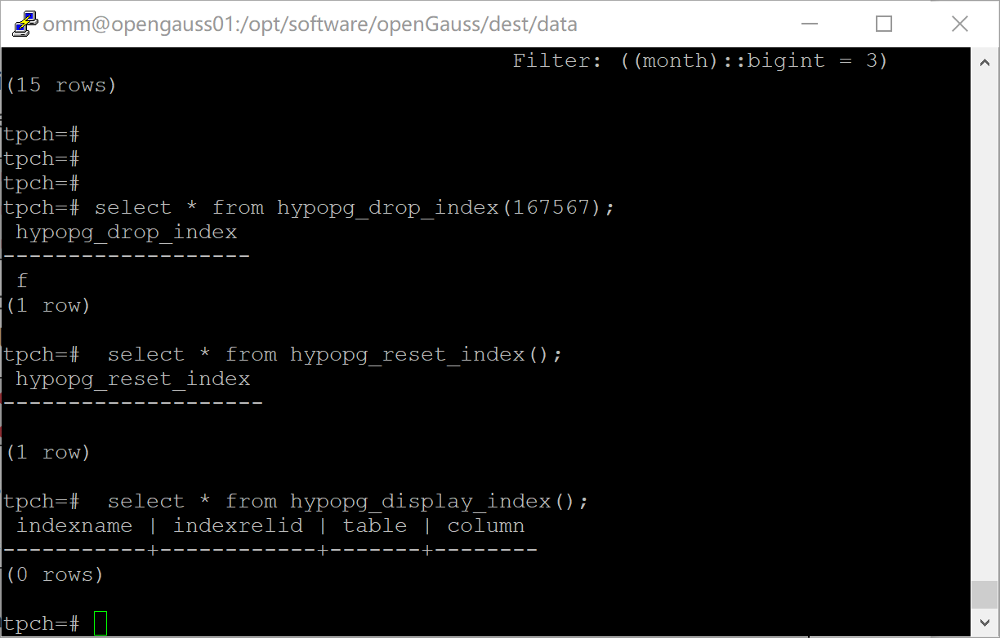 omm@opengauss01:/opt/software/openGauss/dest/data
Filter: ((month)::bigint = 3)
(15 rows)
tpch=#
tpch=#
tpch=#
tpch=# select * from hypopg_drop_index(167567);
hypopg_drop_index
-------------------
f
(1 row)
tpch=#  select * from hypopg_reset_index();
hypopg_reset_index
--------------------
(1 row)
tpch=#  select * from hypopg_display_index();
indexname | indexrelid | table | column
-----------+------------+-------+--------
(0 rows)
tpch=#